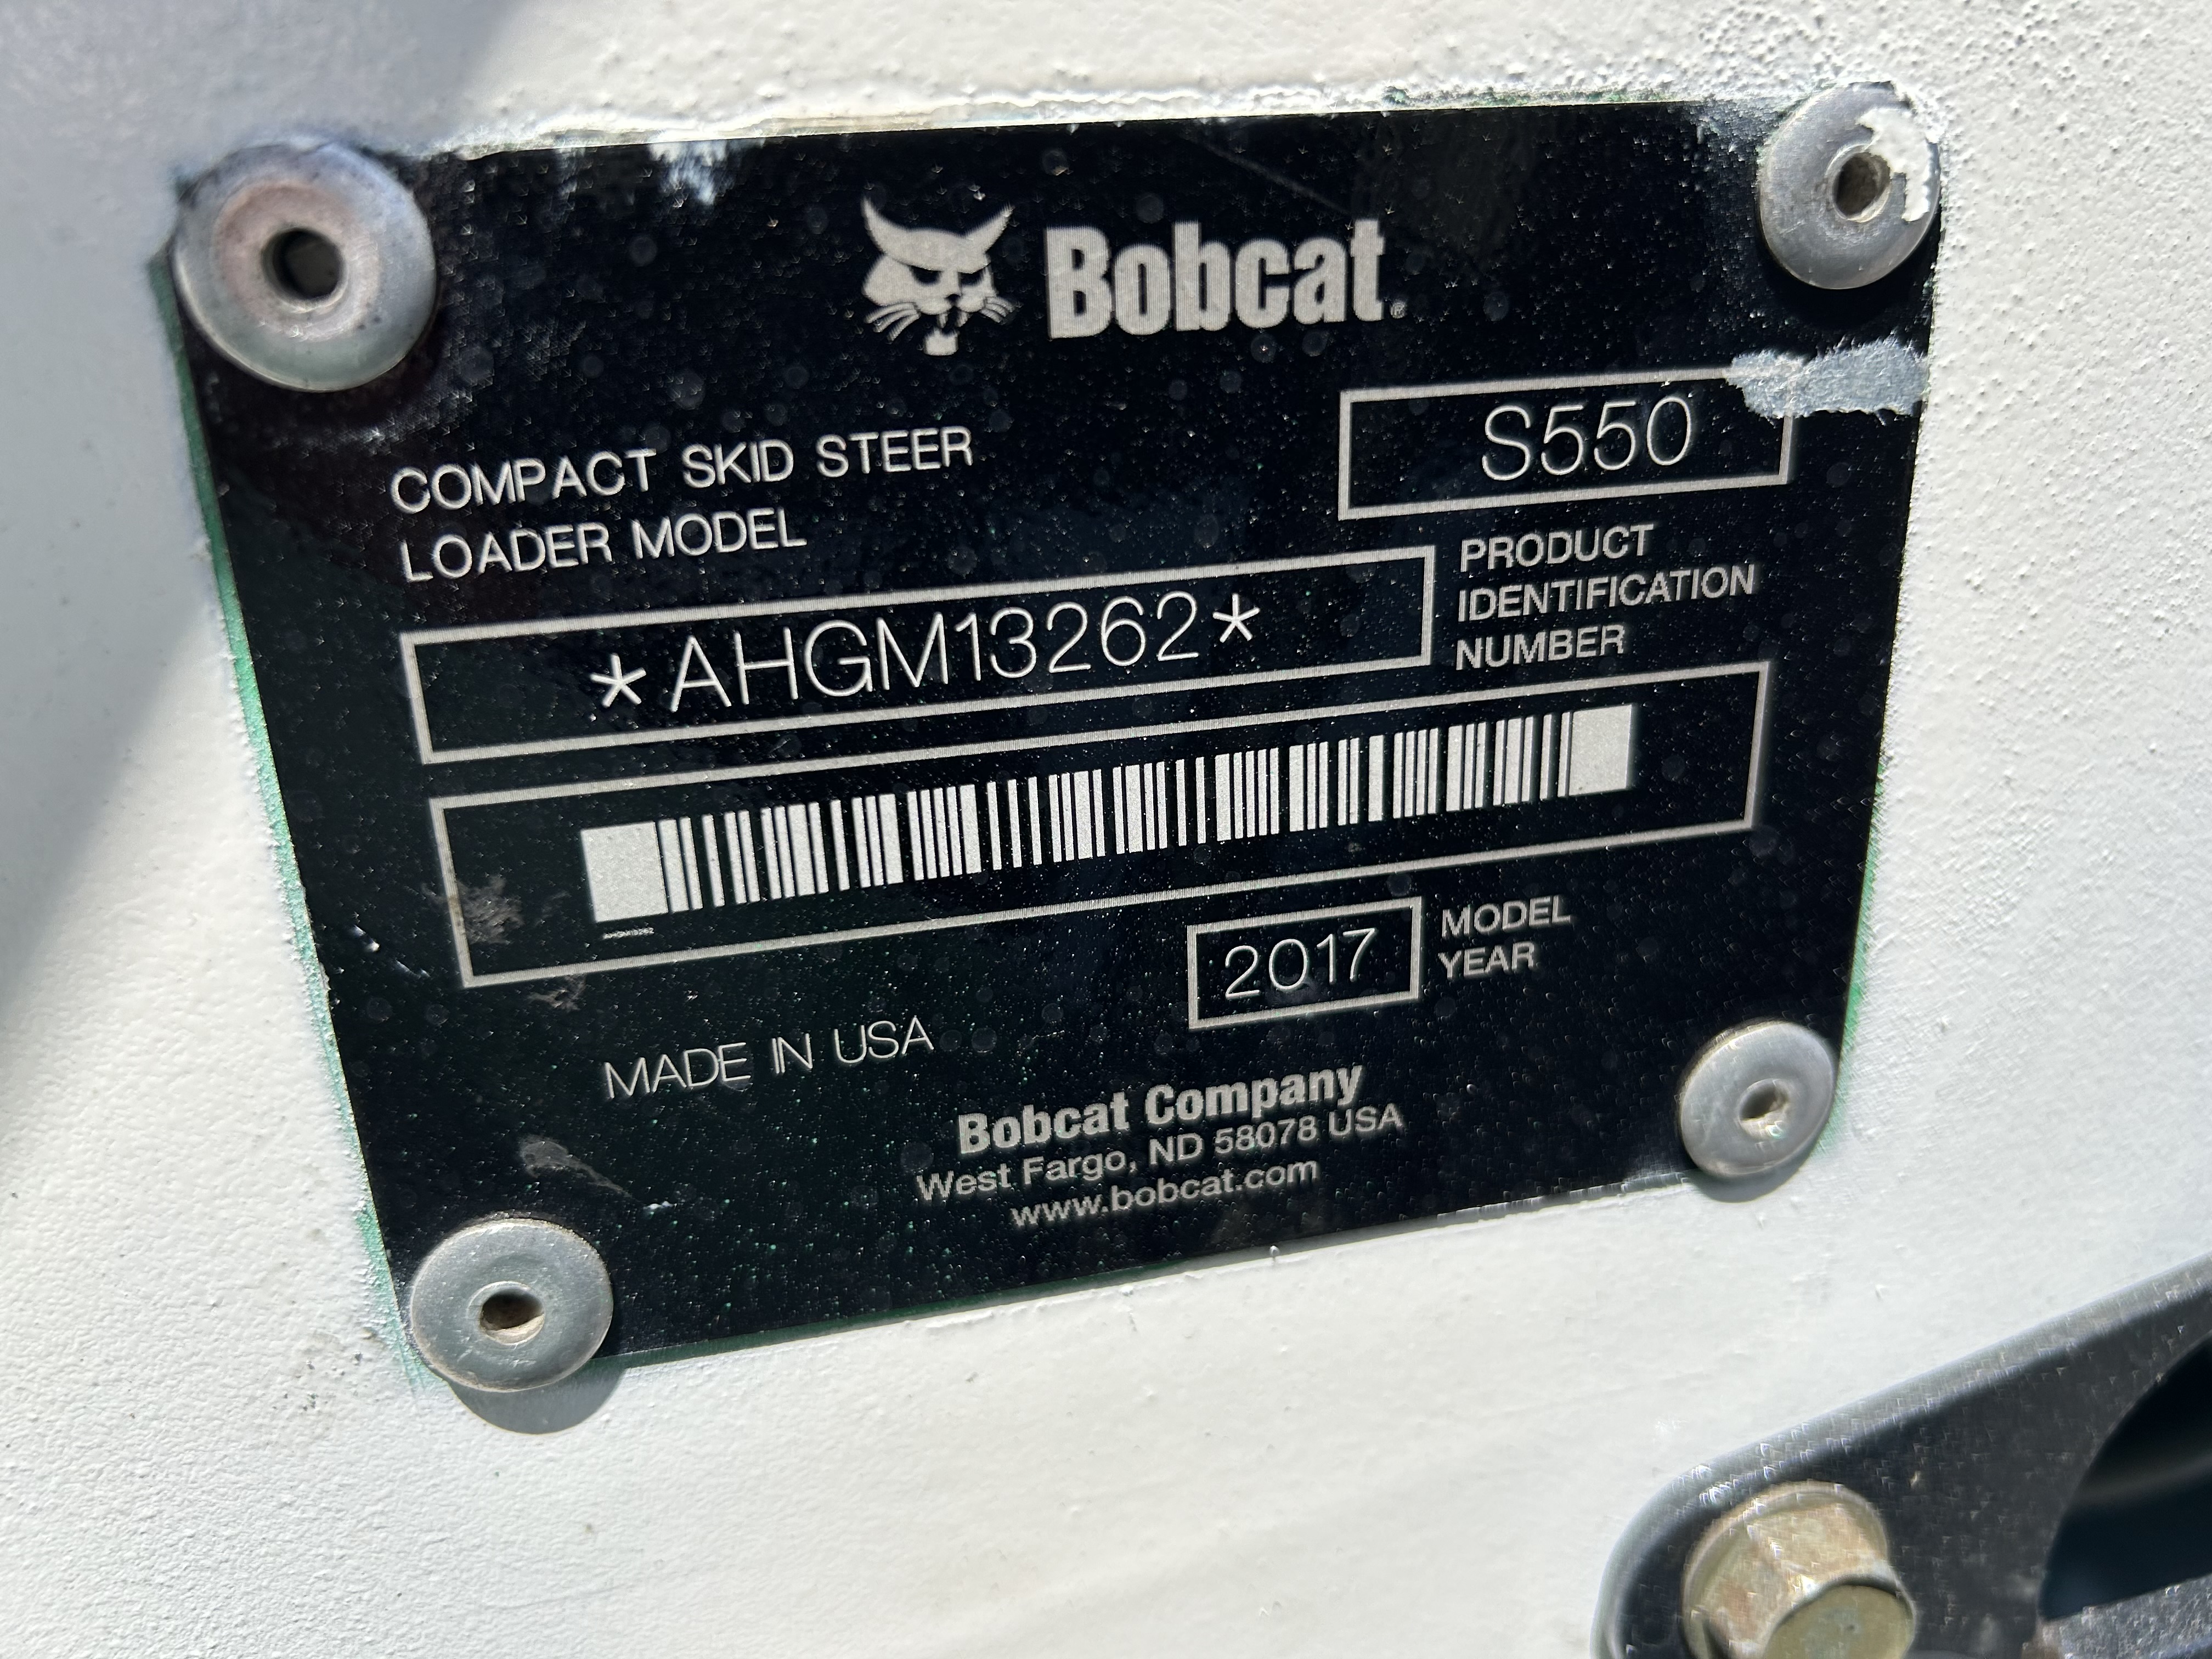 Bobcat®
COMPACT SKID STEER
LOADER MODEL
S550
*AHGM13262*
PRODUCT
IDENTIFICATION
NUMBER
2017
MODEL
YEAR
MADE IN USA
Bobcat Company
West Fargo, ND 58078 USA
www.bobcat.com